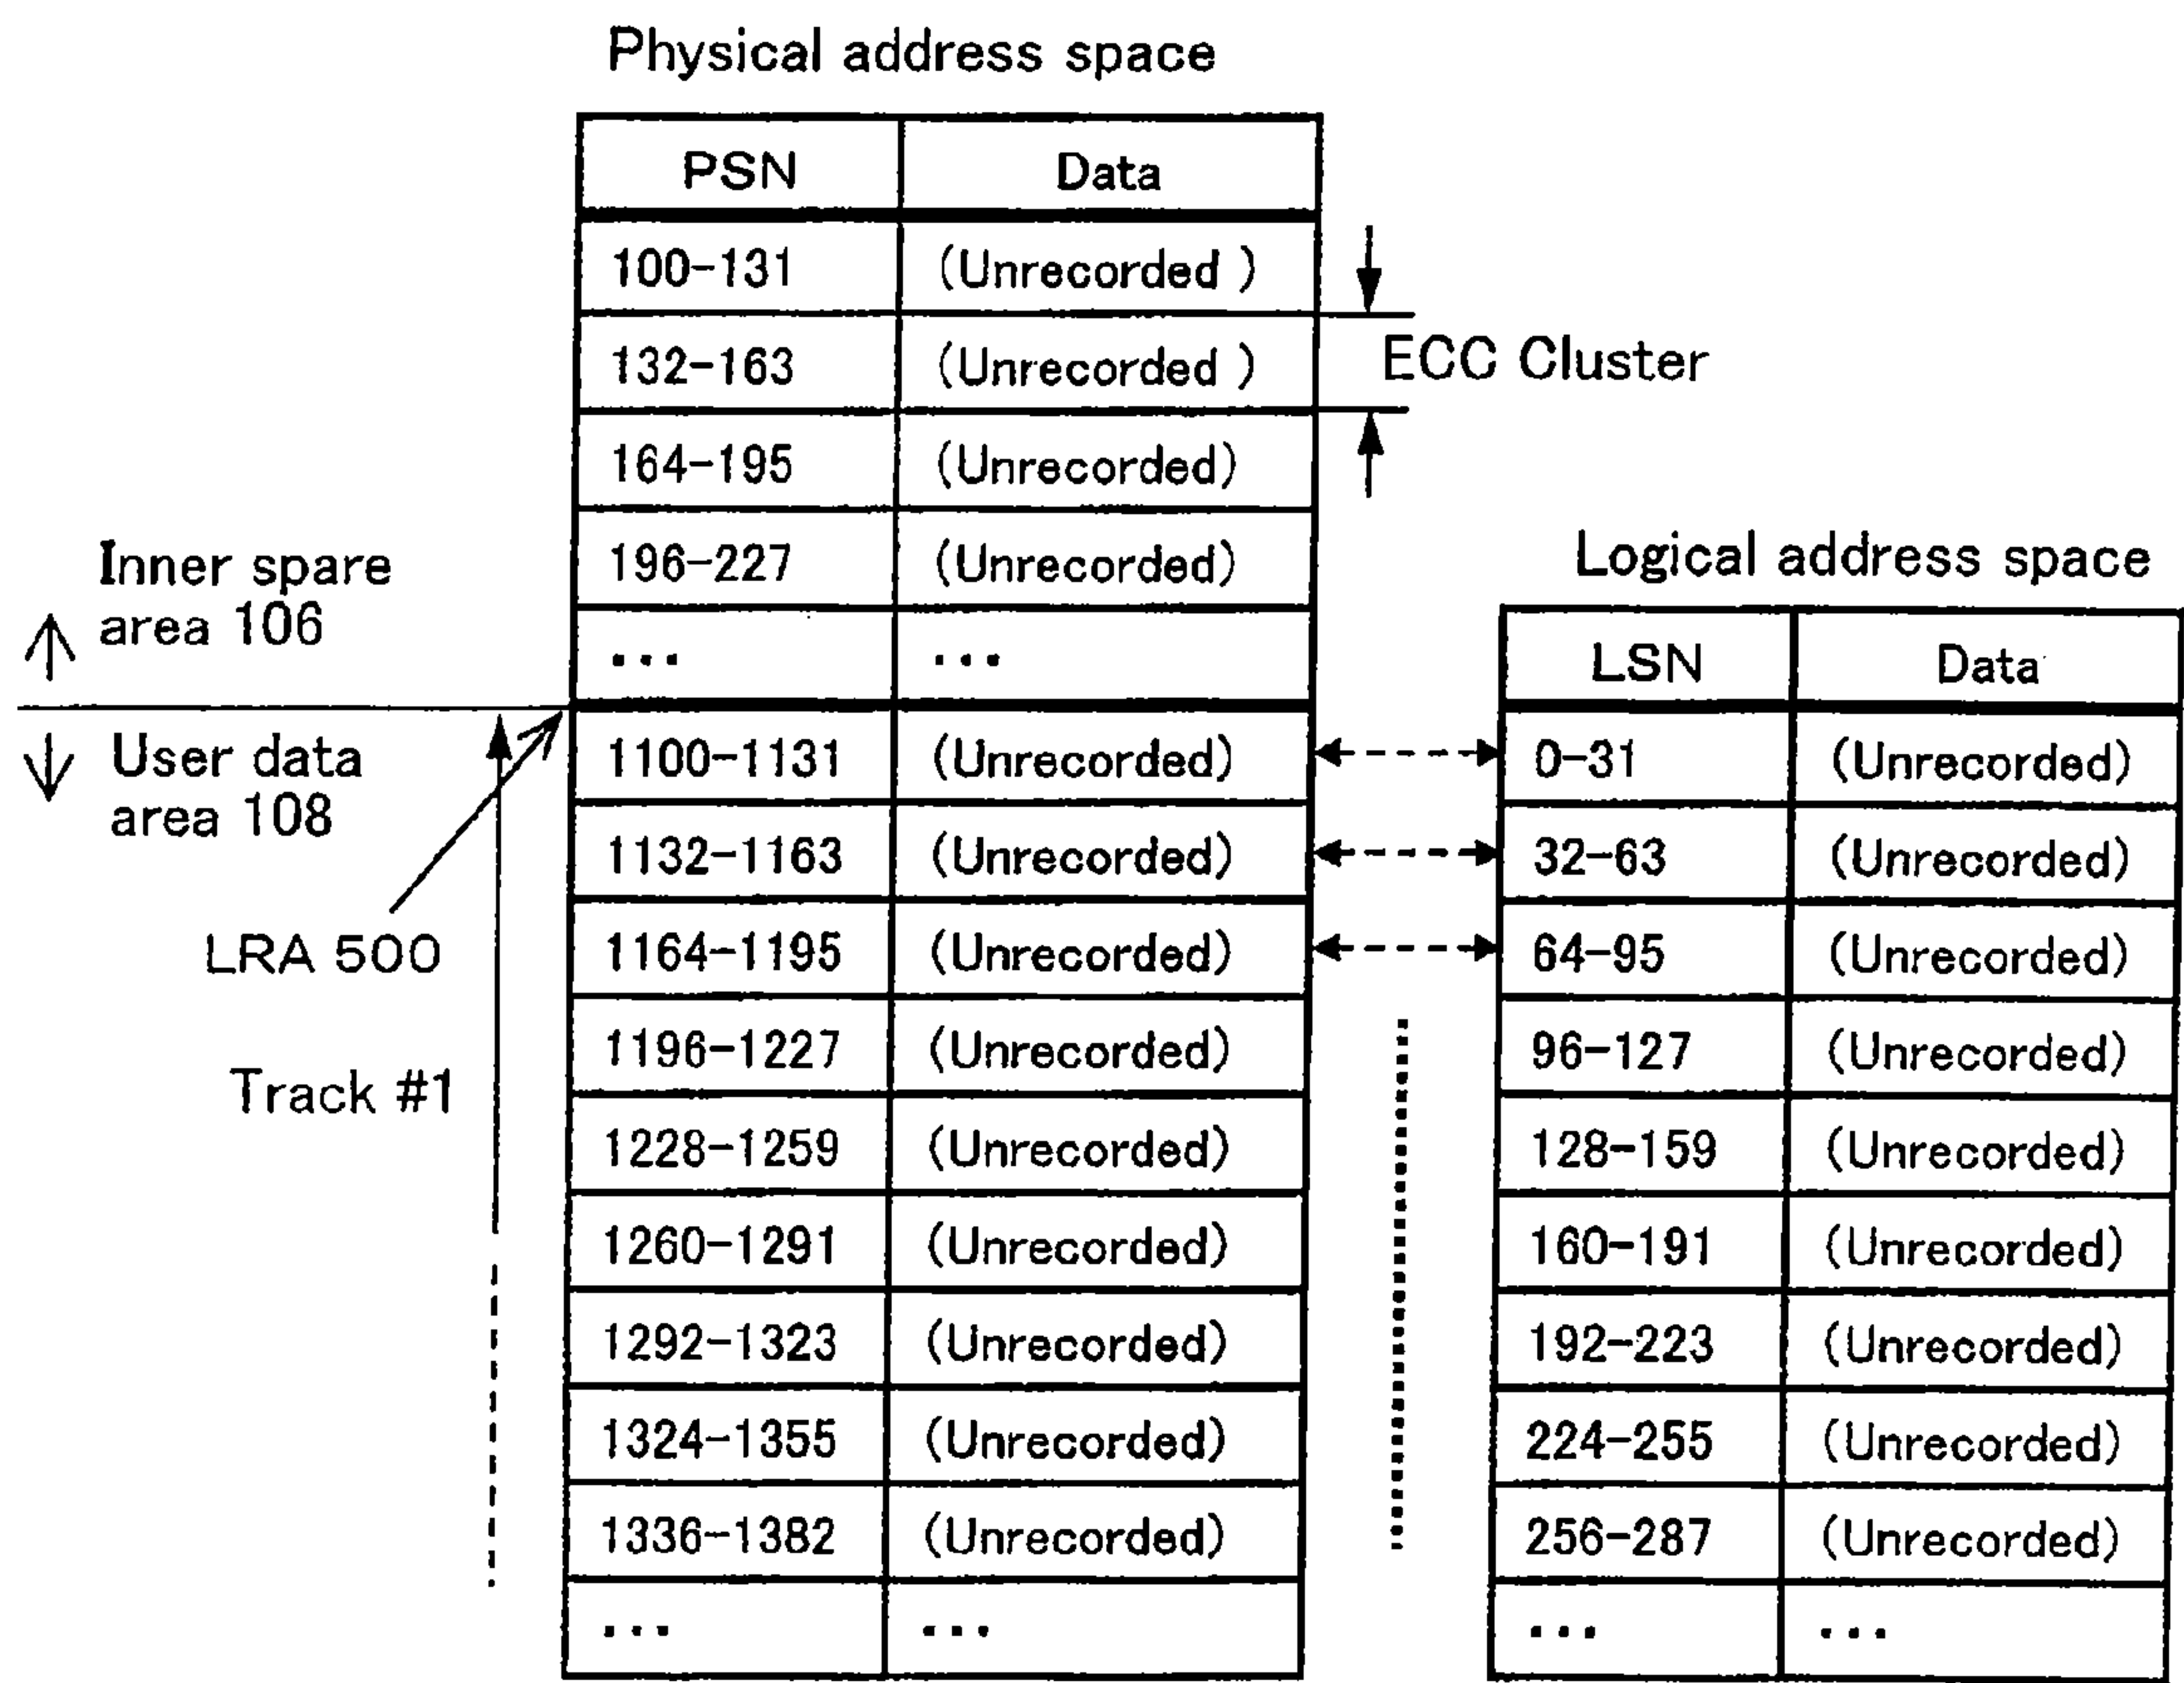 Physical address space
PSN Data
100-131 (Unrecorded )
132-163 (Unrecorded )
ECC Cluster
164-195 (Unrecorded)
196-227 (Unrecorded)
... ...
Inner spare
area 106
User data
area 108
LRA 500
Track #1
1100-1131 (Unrecorded)
1132-1163 (Unrecorded)
1164-1195 (Unrecorded)
1196-1227 (Unrecorded)
1228-1259 (Unrecorded)
1260-1291 (Unrecorded)
1292-1323 (Unrecorded)
1324-1355 (Unrecorded)
1336-1382 (Unrecorded)
... ...
Logical address space
LSN Data
0-31 (Unrecorded)
32-63 (Unrecorded)
64-95 (Unrecorded)
96-127 (Unrecorded)
128-159 (Unrecorded)
160-191 (Unrecorded)
192-223 (Unrecorded)
224-255 (Unrecorded)
256-287 (Unrecorded)
... ...